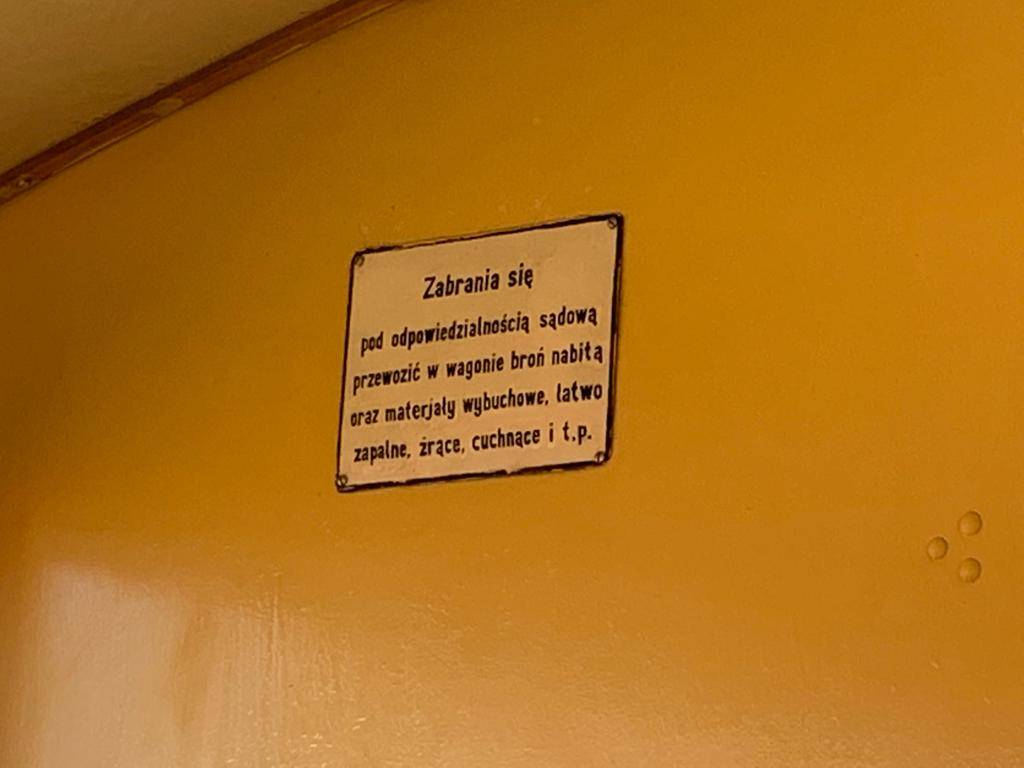 Zabrania się
pod odpowiedzialnością sądową
przewozić w wagonie broń nabitą
oraz materjały wybuchowe, łatwo
zapalne, żrące, cuchnące i t.p.